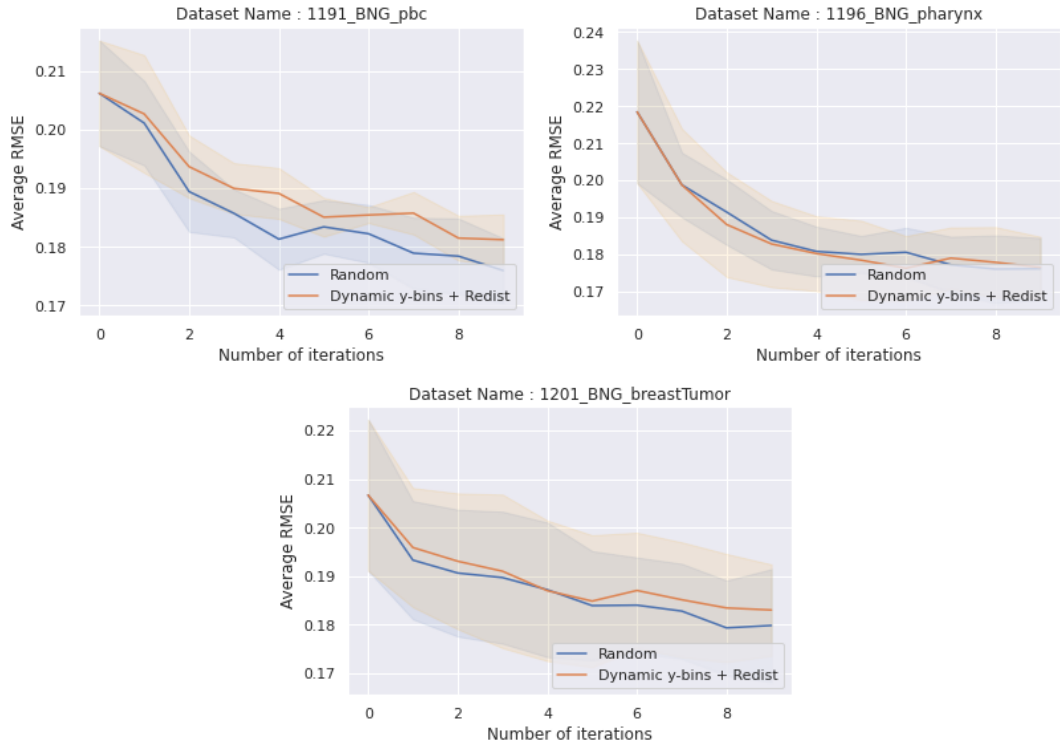 Dataset Name : 1191_BNG_pbc
Average RMSE
0.21
0.20
0.19
0.18
0.17
0 2 4 6 8
Number of iterations
Random
Dynamic y-bins + Redist
Dataset Name : 1196_BNG_pharynx
Average RMSE
0.24
0.23
0.22
0.21
0.20
0.19
0.18
0.17
0 2 4 6 8
Number of iterations
Random
Dynamic y-bins + Redist
Dataset Name : 1201_BNG_breastTumor
Average RMSE
0.22
0.21
0.20
0.19
0.18
0.17
0 2 4 6 8
Number of iterations
Random
Dynamic y-bins + Redist